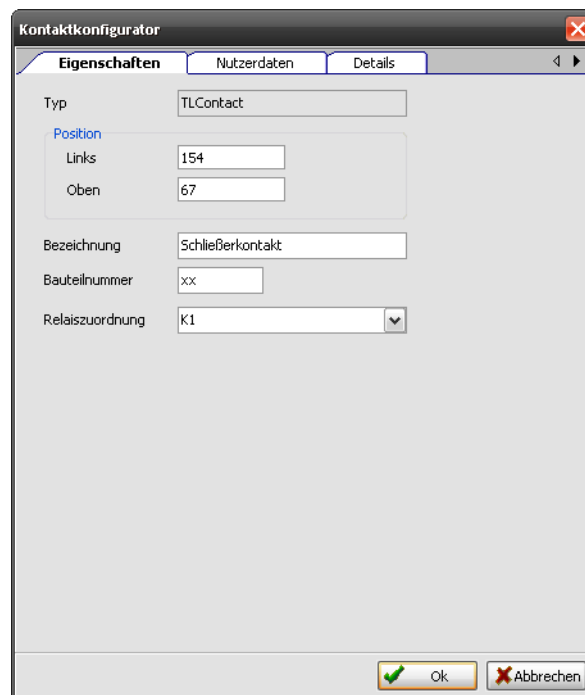 Kontaktkonfigurator
Eigenschaften Nutzerdaten Details
Typ TLContact
Position
Links 154
Oben 67
Bezeichnung Schließerkontakt
Bauteilnummer xx
Relaiszuordnung K1
Ok Abbrechen